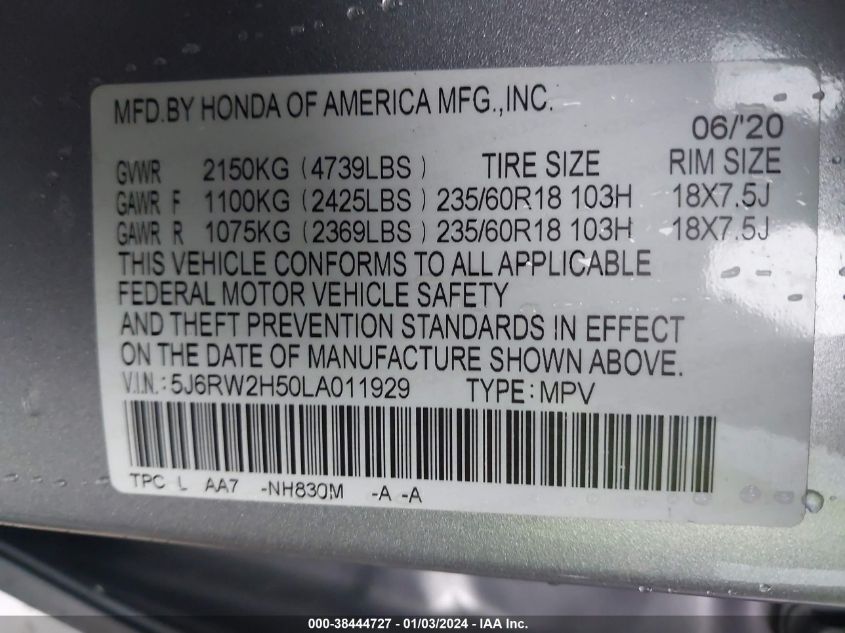 MFD.BY HONDA OF AMERICA MFG.,INC.
06/'20
GVWR 2150KG (4739LBS) TIRE SIZE RIM SIZE
GAWR F 1100KG (2425LBS) 235/60R18 103H 18X7.5J
GAWR R 1075KG (2369LBS) 235/60R18 103H 18X7.5J
THIS VEHICLE CONFORMS TO ALL APPLICABLE
FEDERAL MOTOR VEHICLE SAFETY
AND THEFT PREVENTION STANDARDS IN EFFECT
ON THE DATE OF MANUFACTURE SHOWN ABOVE.
V.I.N.: 5J6RW2H50LA011929 TYPE: MPV
TPC L AA7 -NH830M -A -A
000-38444727 - 01/03/2024 - IAAI Inc.